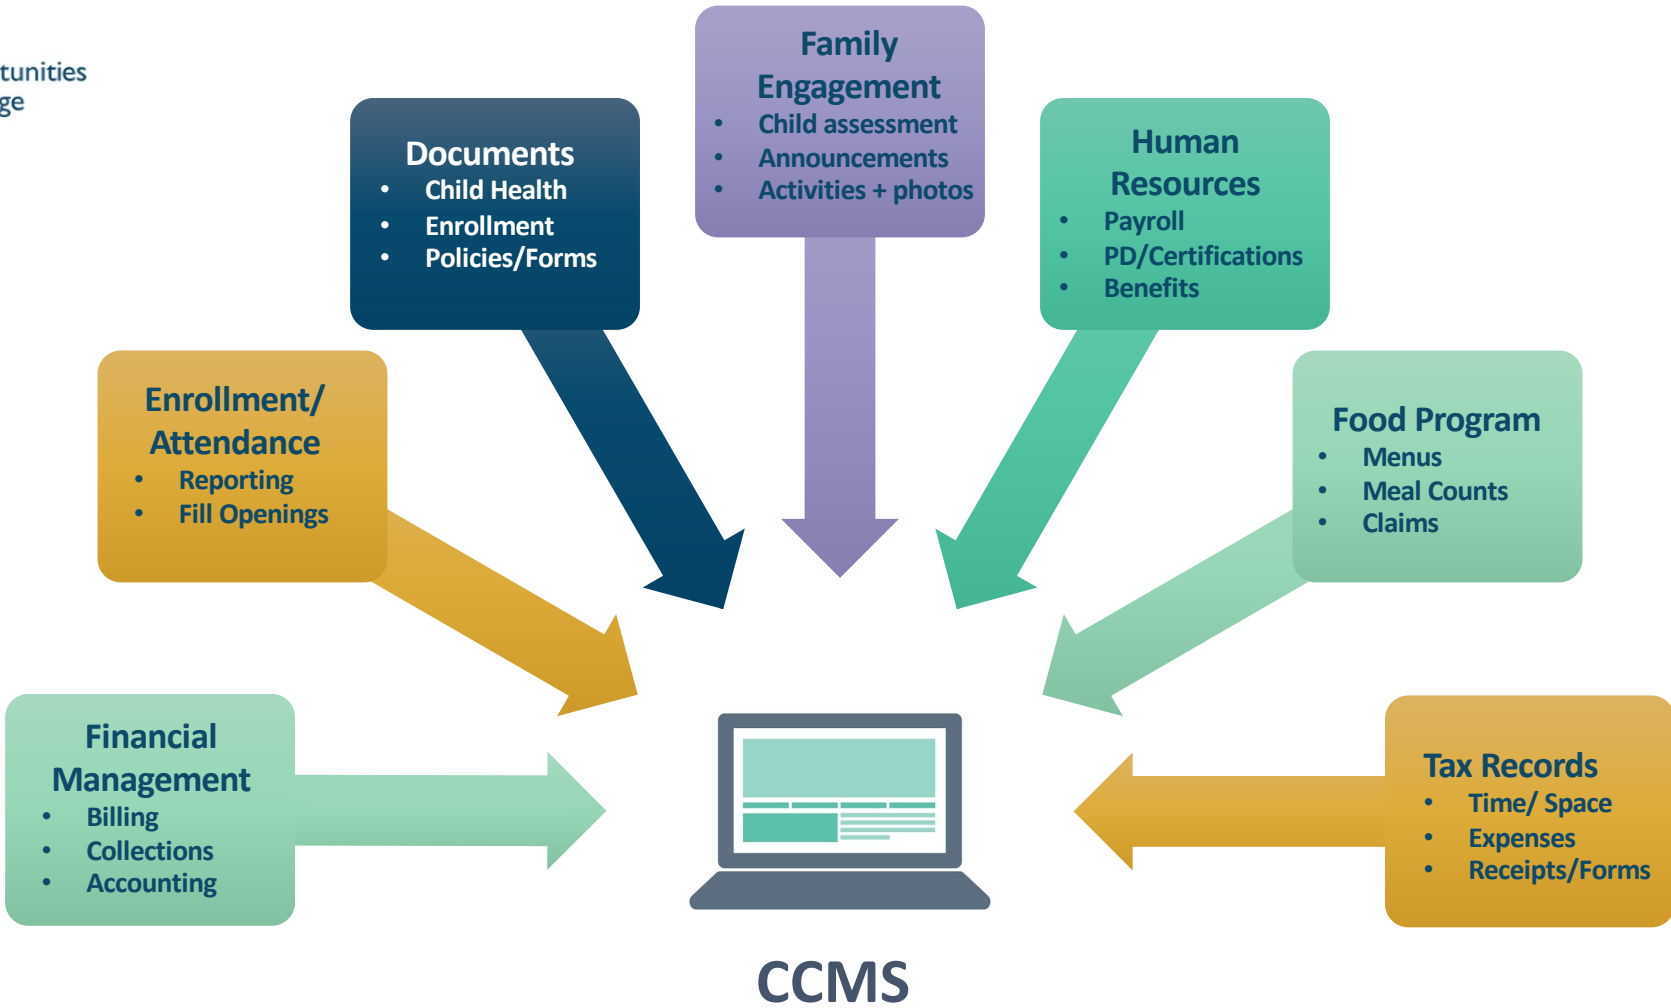 tunities
ge
Family
Engagement
• Child assessment
• Announcements
• Activities + photos
Documents
• Child Health
• Enrollment
• Policies/Forms
Human
Resources
• Payroll
• PD/Certifications
• Benefits
Enrollment/
Attendance
• Reporting
• Fill Openings
Food Program
• Menus
• Meal Counts
• Claims
Financial
Management
• Billing
• Collections
• Accounting
Tax Records
• Time/ Space
• Expenses
• Receipts/Forms
CCMS